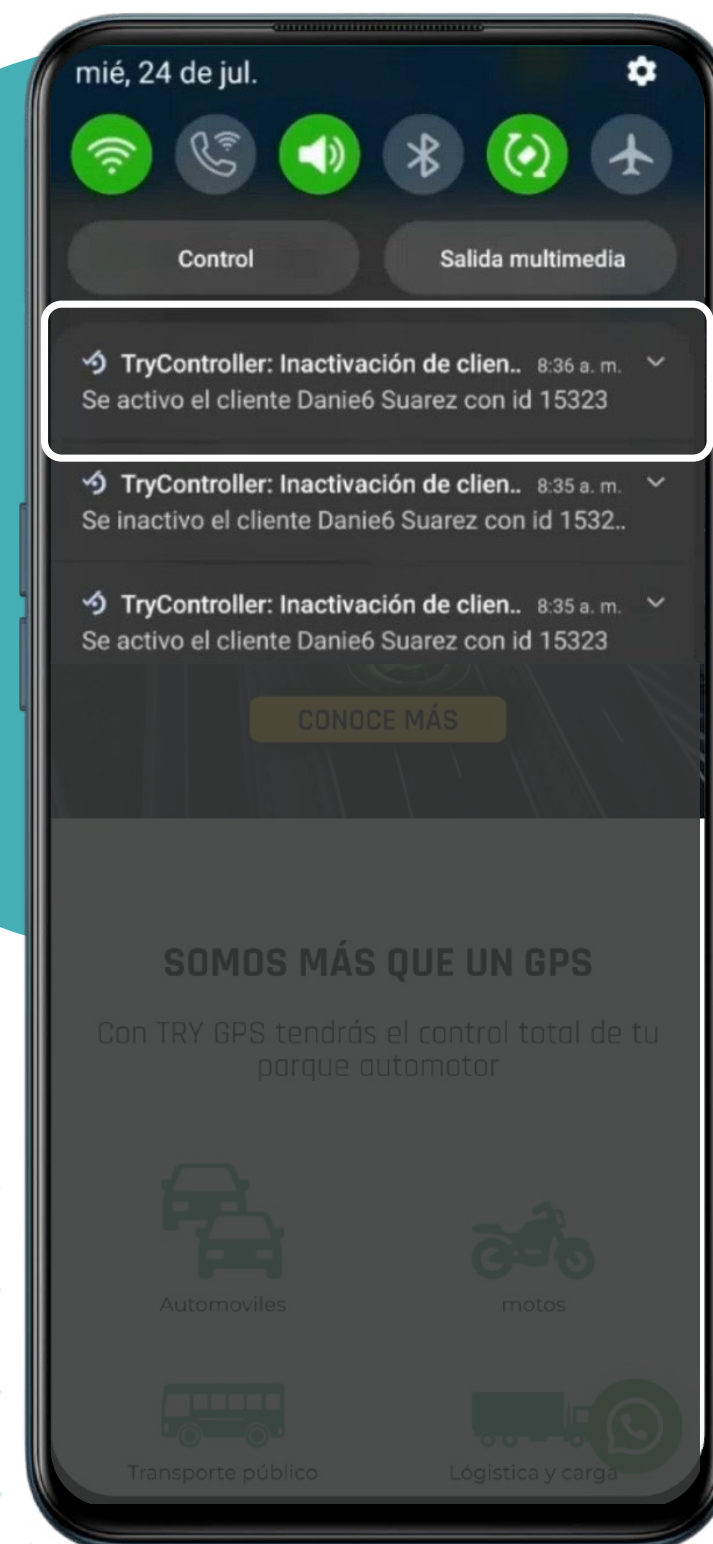 mié, 24 de jul.
Control
Salida multimedia
TryController: Inactivación de clien.. 8:36 a. m.
Se activo el cliente Danie6 Suarez con id 15323
TryController: Inactivación de clien.. 8:35 a. m.
Se inactivo el cliente Danie6 Suarez con id 1532..
TryController: Inactivación de clien.. 8:35 a. m.
Se activo el cliente Danie6 Suarez con id 15323
CONOCE MÁS
SOMOS MÁS QUE UN GPS
Con TRY GPS tendrás el control total de tu
parque automotor
Automoviles
motos
Transporte público
Lógistica y carga